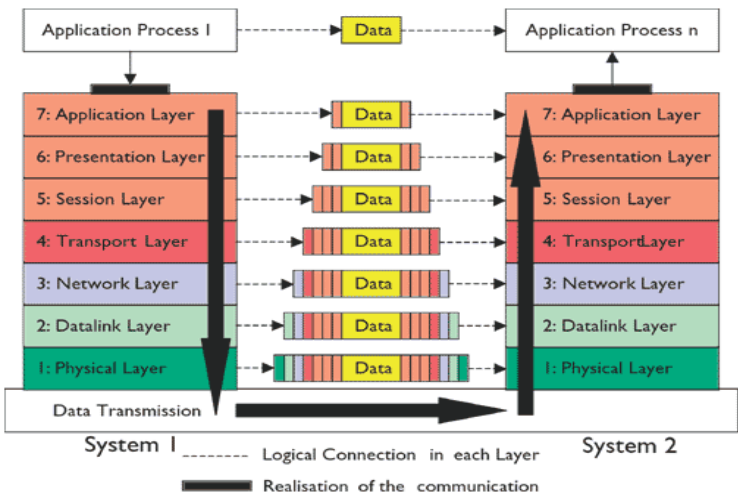 Application Process 1 Data Application Process n
7: Application Layer Data 7: Application Layer
6: Presentation Layer Data 6: Presentation Layer
5: Session Layer Data 5: Session Layer
4: Transport Layer Data 4: TransportLayer
3: Network Layer Data 3: Network Layer
2: Datalink Layer Data 2: Datalink Layer
1: Physical Layer Data 1: Physical Layer
Data Transmission
System 1 System 2
Logical Connection in each Layer
Realisation of the communication